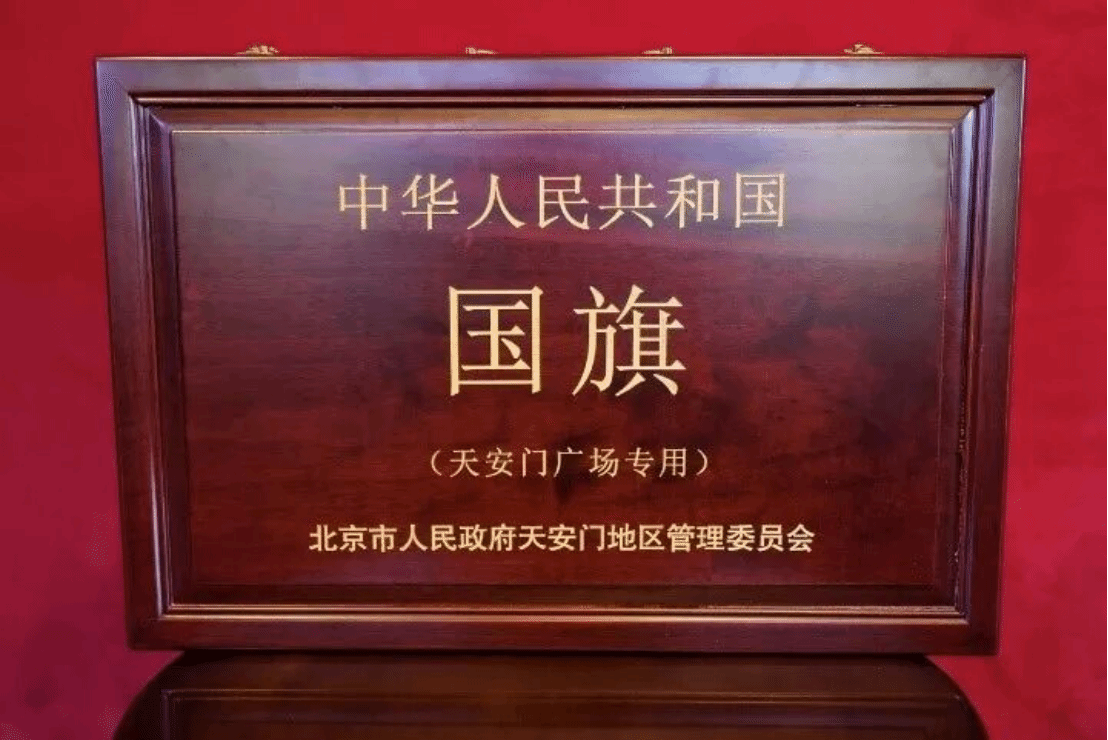 中华人民共和国
国旗
（天安门广场专用）
北京市人民政府天安门地区管理委员会